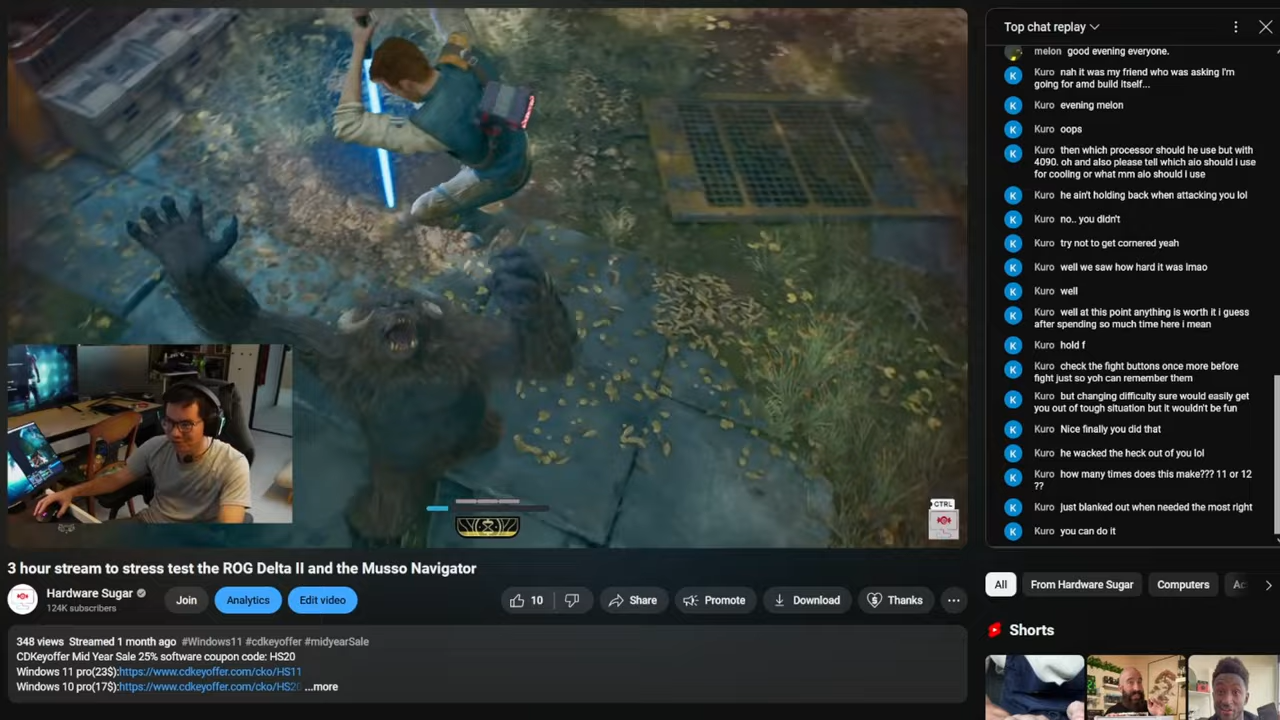 Top chat replay
melon good evening everyone.
Kuro nah it was my friend who was asking I'm
going for amd build itself...
Kuro evening melon
Kuro oops
Kuro then which processor should he use but with
4090. oh and also please tell which aio should i use
for cooling or what mm aio should i use
Kuro he ain't holding back when attacking you lol
Kuro no.. you didn't
Kuro try not to get cornered yeah
Kuro well we saw how hard it was lmao
Kuro well
Kuro well at this point anything is worth it i guess
after spending so much time here i mean
Kuro hold f
Kuro check the fight buttons once more before
fight just so yoh can remember them
Kuro but changing difficulty sure would easily get
you out of tough situation but it wouldn't be fun
Kuro Nice finally you did that
Kuro he wacked the heck out of you lol
Kuro how many times does this make??? 11 or 12
??
Kuro just blanked out when needed the most right
Kuro you can do it
CTRL
3 hour stream to stress test the ROG Delta II and the Musso Navigator
Hardware Sugar
124K subscribers
Join
Analytics
Edit video
10
Share
Promote
Download
Thanks
348 views Streamed 1 month ago #Windows11 #cdkeyoffer #midyearSale
CDKeyoffer Mid Year Sale 25% software coupon code: HS20
Windows 11 pro(23$):https://www.cdkeyoffer.com/cko/HS11
Windows 10 pro(17$):https://www.cdkeyoffer.com/cko/HS20 ...more
All
From Hardware Sugar
Computers
Shorts